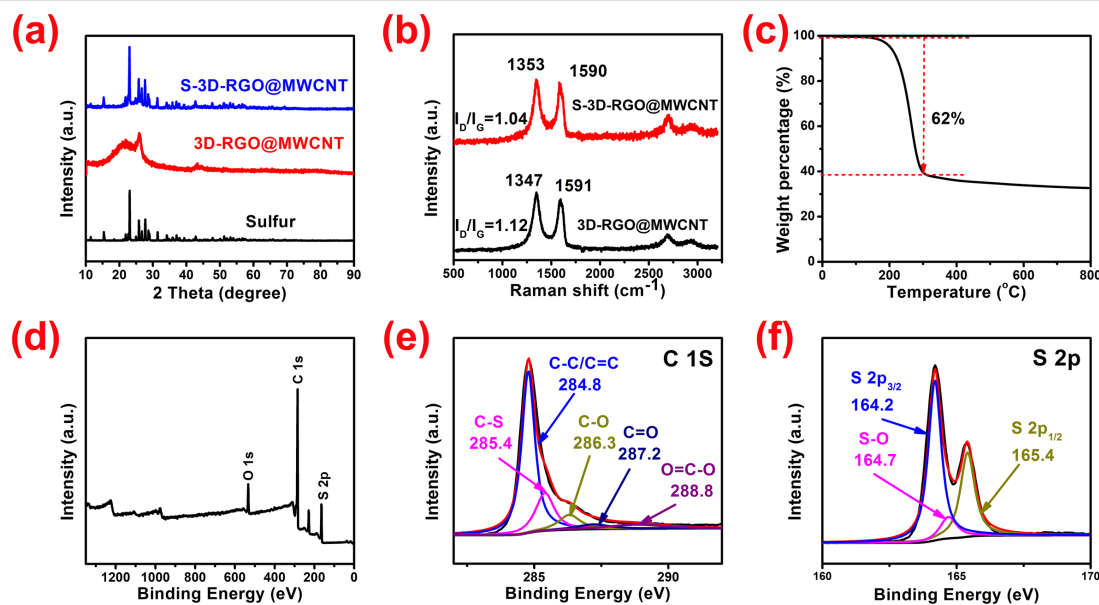 (a)
S-3D-RGO@MWCNT
3D-RGO@MWCNT
Sulfur
Intensity (a.u.)
10 20 30 40 50 60 70 80 90
2 Theta (degree)
(b)
1353 1590
S-3D-RGO@MWCNT
I_D/I_G=1.04
1347 1591
I_D/I_G=1.12
3D-RGO@MWCNT
Intensity (a.u.)
500 1000 1500 2000 2500 3000
Raman shift (cm⁻¹)
(c)
100
80
60
40
20
0
62%
Weight percentage (%)
0 200 400 600 800
Temperature (°C)
(d)
C 1s
O 1s
S 2p
Intensity (a.u.)
1200 1000 800 600 400 200 0
Binding Energy (eV)
(e)
C 1S
C-C/C=C
284.8
C-S
285.4
C-O
286.3
C=O
287.2
O=C-O
288.8
Intensity (a.u.)
285 290
Binding Energy (eV)
(f)
S 2p
S 2p3/2
164.2
S-O
164.7
S 2p1/2
165.4
Intensity (a.u.)
160 165 170
Binding Energy (eV)